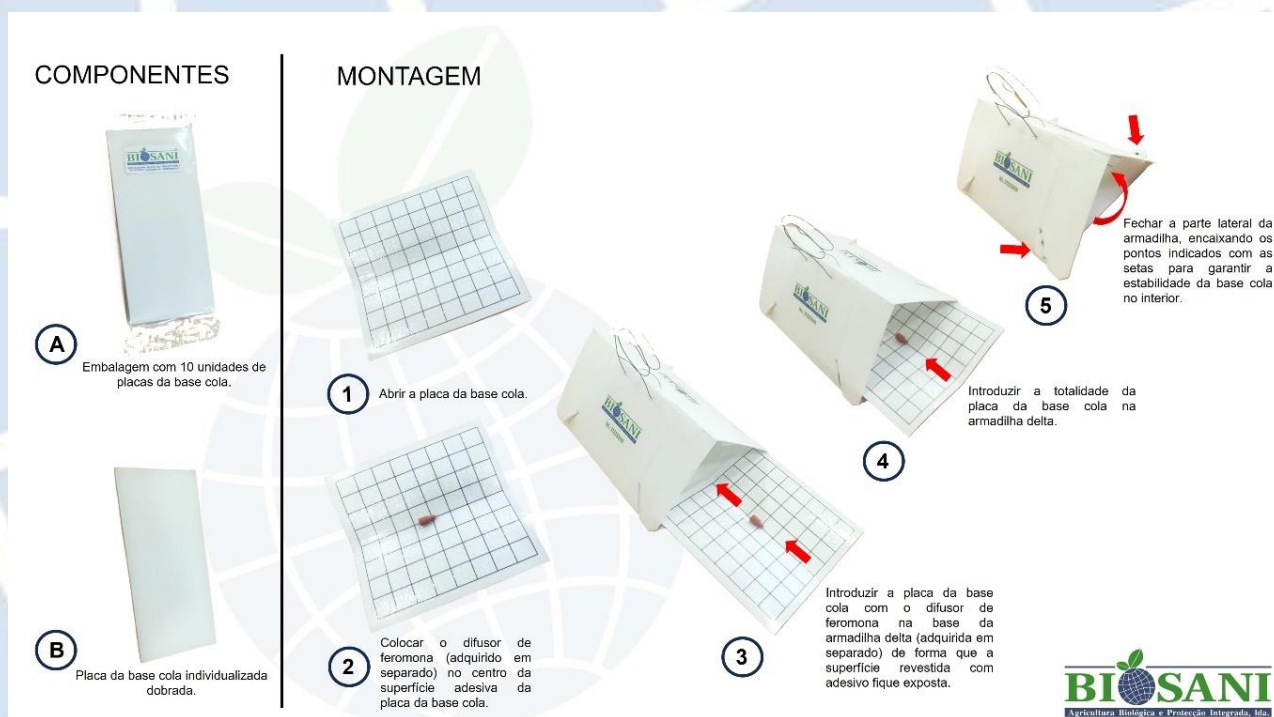 COMPONENTES
BIOSANI
A
Embalagem com 10 unidades de
placas da base cola.
B
Placa da base cola individualizada
dobrada.
MONTAGEM
1
Abrir a placa da base cola.
2
Colocar o difusor de
feromona (adquirido em
separado) no centro da
superfície adesiva da
placa da base cola.
BIOSANI
3
Introduzir a placa da base
cola com o difusor de
feromona na base da
armadilha delta (adquirida em
separado) de forma que a
superfície revestida com
adesivo fique exposta.
BIOSANI
4
Introduzir a totalidade da
placa da base cola na
armadilha delta.
BIOSANI
5
Fechar a parte lateral da
armadilha, encaixando os
pontos indicados com as
setas para garantir a
estabilidade da base cola
no interior.
BIOSANI
Agricultura Biológica e Protecção Integrada, lda.